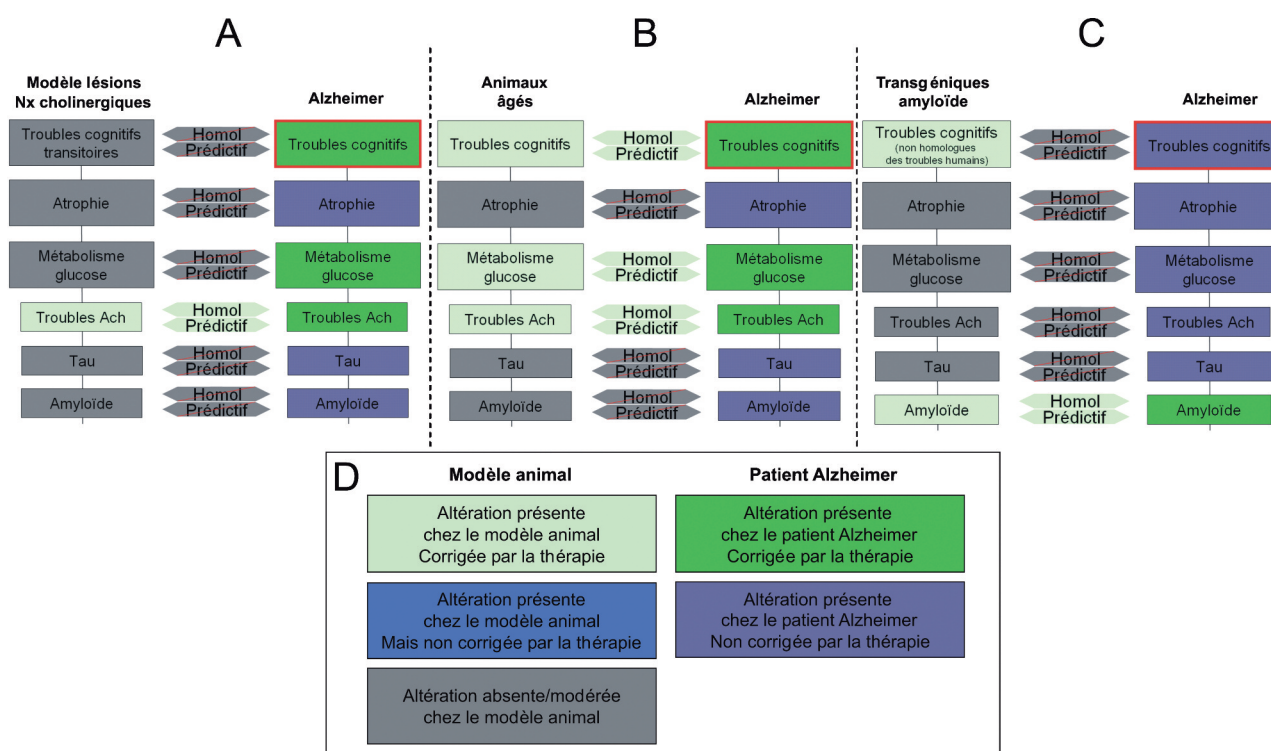 A
B
C
Modèle lésions
Nx cholinergiques
Alzheimer
Troubles cognitifs
transitoires
Homol
Prédictif
Troubles cognitifs
Atrophie
Homol
Prédictif
Atrophie
Métabolisme
glucose
Homol
Prédictif
Métabolisme
glucose
Troubles Ach
Homol
Prédictif
Troubles Ach
Tau
Homol
Prédictif
Tau
Amyloïde
Homol
Prédictif
Amyloïde
Animaux
âgés
Alzheimer
Troubles cognitifs
Homol
Prédictif
Troubles cognitifs
Atrophie
Homol
Prédictif
Atrophie
Métabolisme
glucose
Homol
Prédictif
Métabolisme
glucose
Troubles Ach
Homol
Prédictif
Troubles Ach
Tau
Homol
Prédictif
Tau
Amyloïde
Homol
Prédictif
Amyloïde
Transgéniques
amyloïde
Alzheimer
Troubles cognitifs
(non homologues
des troubles humains)
Homol
Prédictif
Troubles cognitifs
Atrophie
Homol
Prédictif
Atrophie
Métabolisme
glucose
Homol
Prédictif
Métabolisme
glucose
Troubles Ach
Homol
Prédictif
Troubles Ach
Tau
Homol
Prédictif
Tau
Amyloïde
Homol
Prédictif
Amyloïde
D
Modèle animal
Patient Alzheimer
Altération présente
chez le modèle animal
Corrigée par la thérapie
Altération présente
chez le patient Alzheimer
Corrigée par la thérapie
Altération présente
chez le modèle animal
Mais non corrigée par la thérapie
Altération présente
chez le patient Alzheimer
Non corrigée par la thérapie
Altération absente/modérée
chez le modèle animal